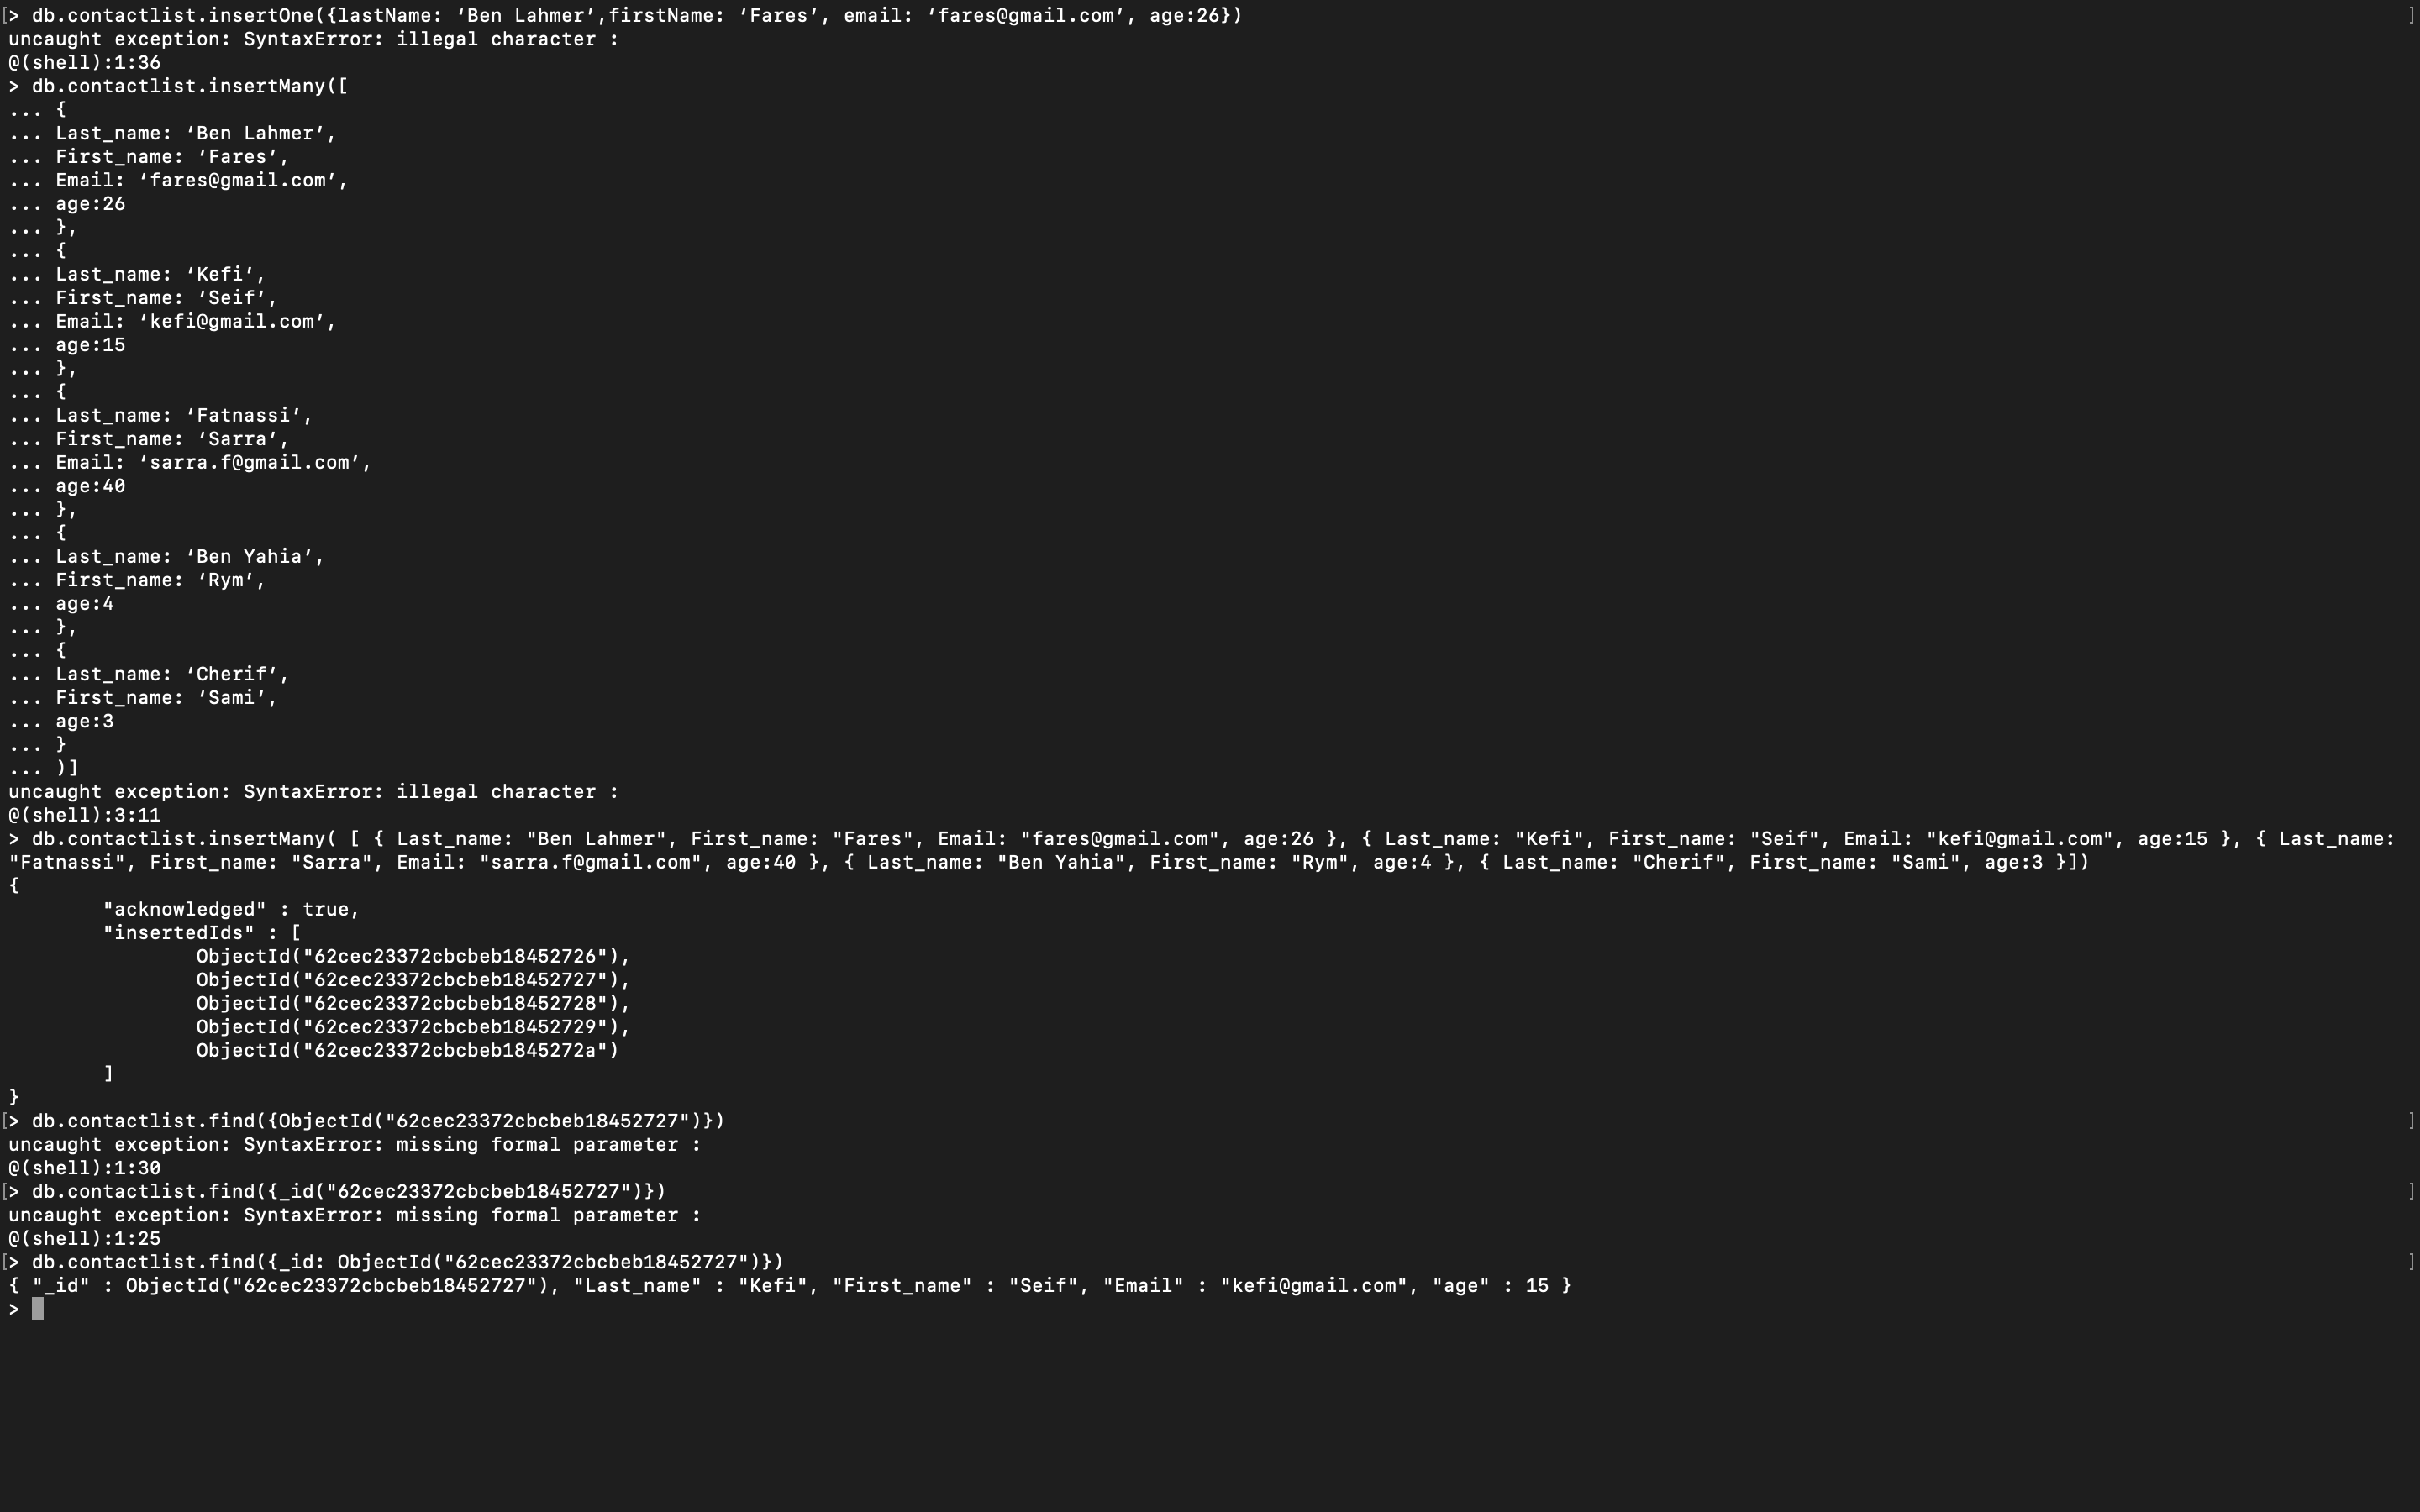 [> db.contactlist.insertOne({lastName: ‘Ben Lahmer’,firstName: ‘Fares’, email: ‘fares@gmail.com’, age:26}) ]
uncaught exception: SyntaxError: illegal character :
@(shell):1:36
> db.contactlist.insertMany([
... {
... Last_name: ‘Ben Lahmer’,
... First_name: ‘Fares’,
... Email: ‘fares@gmail.com’,
... age:26
... },
... {
... Last_name: ‘Kefi’,
... First_name: ‘Seif’,
... Email: ‘kefi@gmail.com’,
... age:15
... },
... {
... Last_name: ‘Fatnassi’,
... First_name: ‘Sarra’,
... Email: ‘sarra.f@gmail.com’,
... age:40
... },
... {
... Last_name: ‘Ben Yahia’,
... First_name: ‘Rym’,
... age:4
... },
... {
... Last_name: ‘Cherif’,
... First_name: ‘Sami’,
... age:3
... }
... )]
uncaught exception: SyntaxError: illegal character :
@(shell):3:11
> db.contactlist.insertMany( [ { Last_name: "Ben Lahmer", First_name: "Fares", Email: "fares@gmail.com", age:26 }, { Last_name: "Kefi", First_name: "Seif", Email: "kefi@gmail.com", age:15 }, { Last_name:
"Fatnassi", First_name: "Sarra", Email: "sarra.f@gmail.com", age:40 }, { Last_name: "Ben Yahia", First_name: "Rym", age:4 }, { Last_name: "Cherif", First_name: "Sami", age:3 }])
{
"acknowledged" : true,
"insertedIds" : [
ObjectId("62cec23372cbcbeb18452726"),
ObjectId("62cec23372cbcbeb18452727"),
ObjectId("62cec23372cbcbeb18452728"),
ObjectId("62cec23372cbcbeb18452729"),
ObjectId("62cec23372cbcbeb1845272a")
]
}
[> db.contactlist.find({ObjectId("62cec23372cbcbeb18452727")}) ]
uncaught exception: SyntaxError: missing formal parameter :
@(shell):1:30
[> db.contactlist.find({_id("62cec23372cbcbeb18452727")}) ]
uncaught exception: SyntaxError: missing formal parameter :
@(shell):1:25
[> db.contactlist.find({_id: ObjectId("62cec23372cbcbeb18452727")}) ]
{ "_id" : ObjectId("62cec23372cbcbeb18452727"), "Last_name" : "Kefi", "First_name" : "Seif", "Email" : "kefi@gmail.com", "age" : 15 }
>